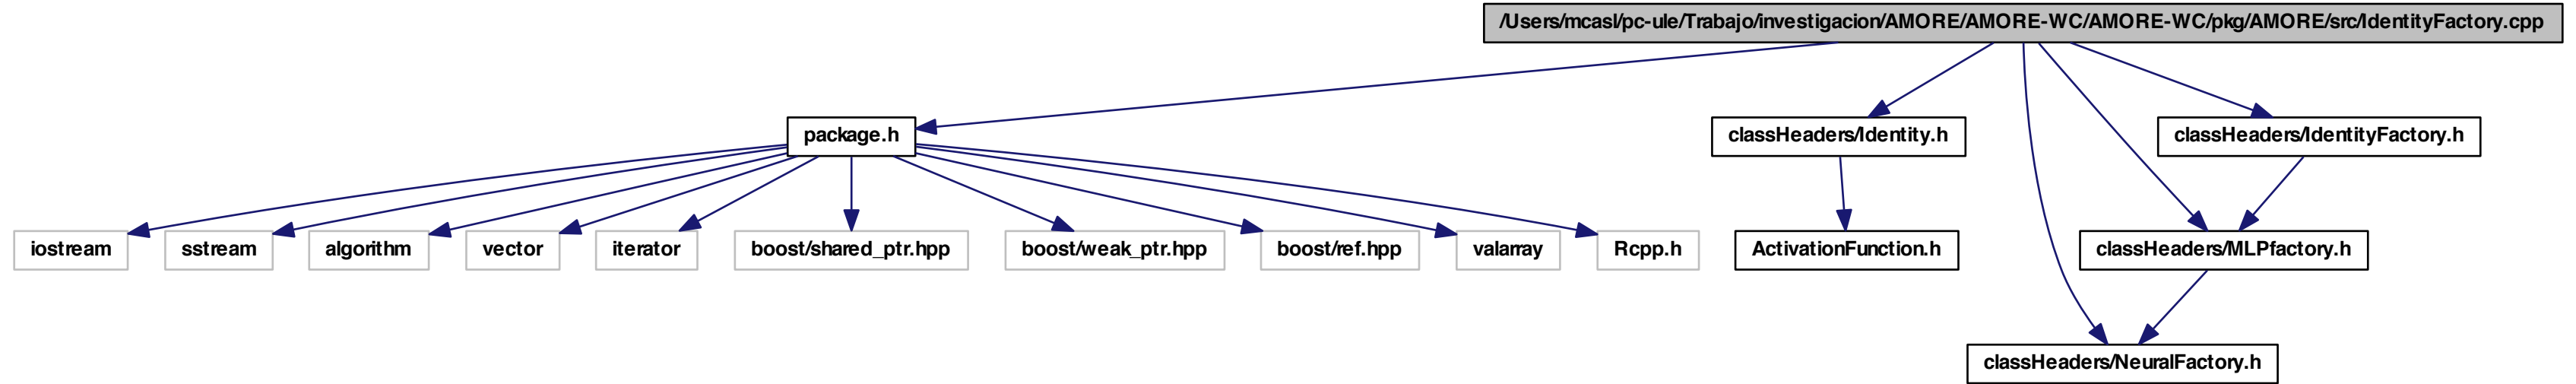 /Users/mcasl/pc-ule/Trabajo/investigacion/AMORE/AMORE-WC/AMORE-WC/pkg/AMORE/src/IdentityFactory.cpp
package.h
classHeaders/Identity.h
classHeaders/IdentityFactory.h
iostream
sstream
algorithm
vector
iterator
boost/shared_ptr.hpp
boost/weak_ptr.hpp
boost/ref.hpp
valarray
Rcpp.h
ActivationFunction.h
classHeaders/MLPfactory.h
classHeaders/NeuralFactory.h